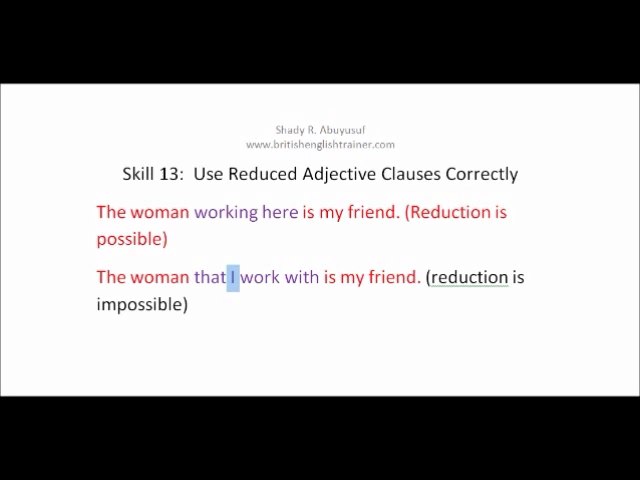 Shady R. Abuyusuf
www.britishenglishtrainer.com
Skill 13: Use Reduced Adjective Clauses Correctly
The woman working here is my friend. (Reduction is
possible)
The woman that I work with is my friend. (reduction is
impossible)